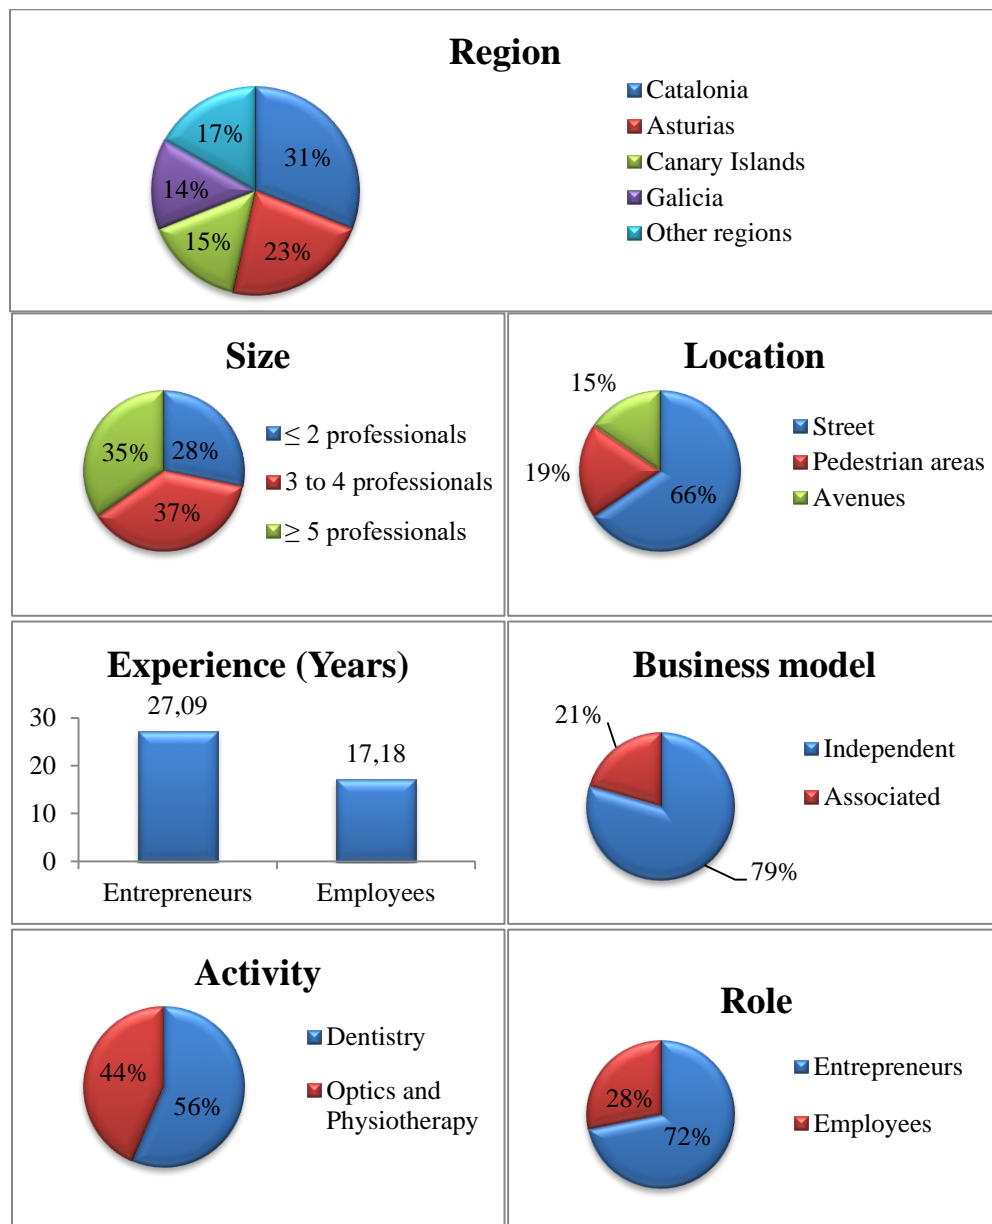 Region
Catalonia
Asturias
Canary Islands
Galicia
Other regions
17%
31%
14%
15%
23%
Size
≤ 2 professionals
3 to 4 professionals
≥ 5 professionals
35%
28%
37%
Location
15%
19%
66%
Street
Pedestrian areas
Avenues
Experience (Years)
27,09
17,18
30
20
10
0
Entrepreneurs
Employees
Business model
21%
79%
Independent
Associated
Activity
44%
56%
Dentistry
Optics and
Physiotherapy
Role
28%
72%
Entrepreneurs
Employees